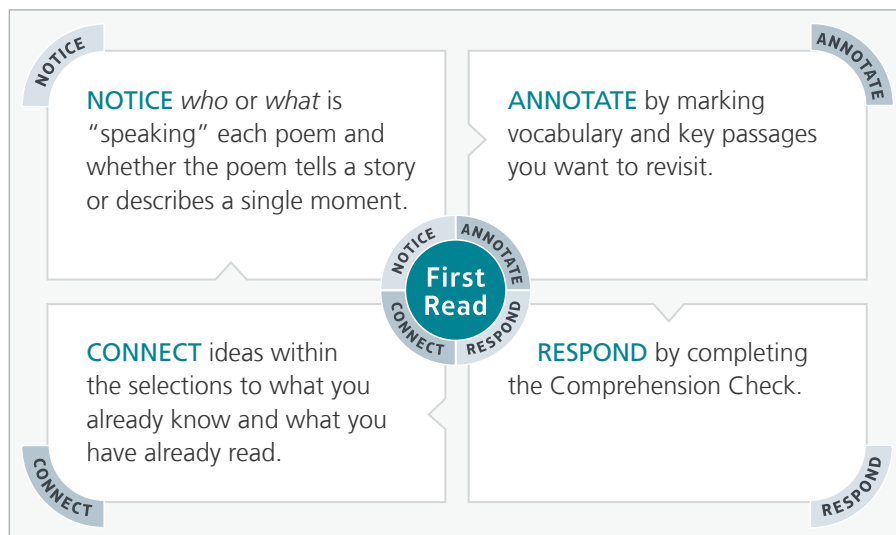 NOTICE
NOTICE who or what is
“speaking” each poem and
whether the poem tells a story
or describes a single moment.
ANNOTATE
ANNOTATE by marking
vocabulary and key passages
you want to revisit.
NOTICE
ANNOTATE
First
Read
CONNECT
RESPOND
CONNECT ideas within
the selections to what you
already know and what you
have already read.
CONNECT
RESPOND by completing
the Comprehension Check.
RESPOND